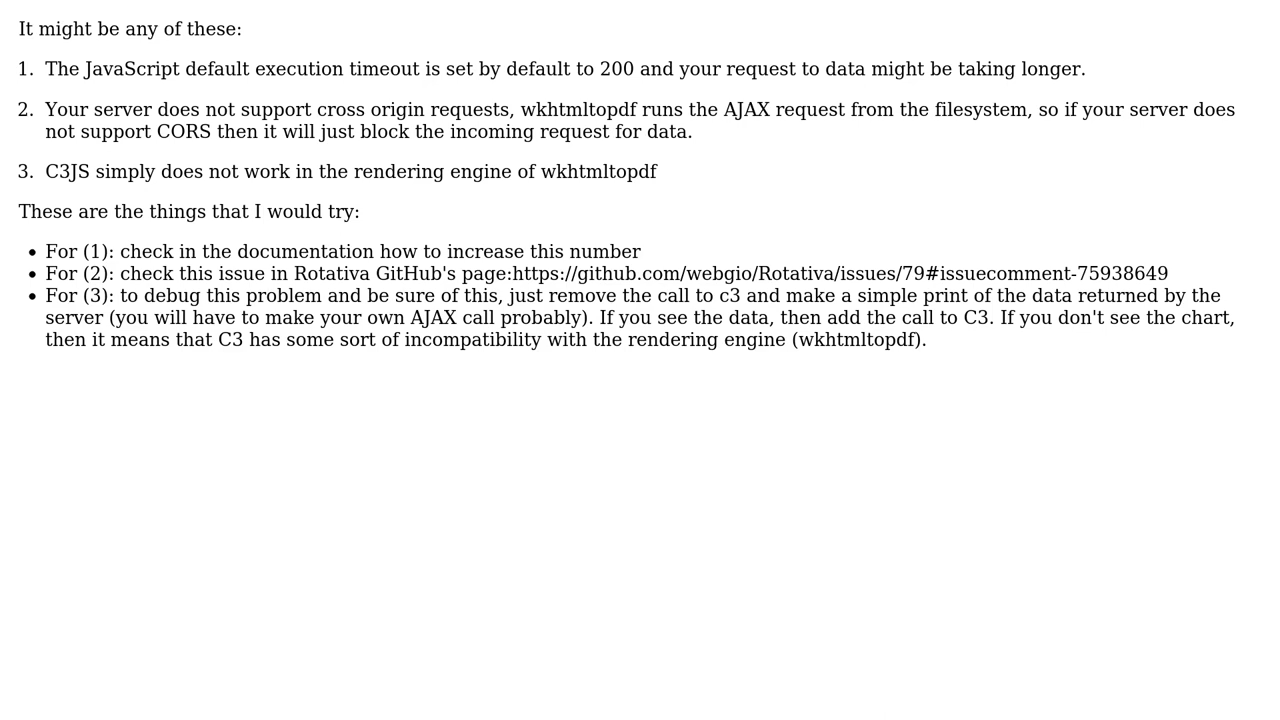 It might be any of these:
1. The JavaScript default execution timeout is set by default to 200 and your request to data might be taking longer.
2. Your server does not support cross origin requests, wkhtmltopdf runs the AJAX request from the filesystem, so if your server does
not support CORS then it will just block the incoming request for data.
3. C3JS simply does not work in the rendering engine of wkhtmltopdf
These are the things that I would try:
• For (1): check in the documentation how to increase this number
• For (2): check this issue in Rotativa GitHub's page:https://github.com/webgio/Rotativa/issues/79#issuecomment-75938649
• For (3): to debug this problem and be sure of this, just remove the call to c3 and make a simple print of the data returned by the
server (you will have to make your own AJAX call probably). If you see the data, then add the call to C3. If you don't see the chart,
then it means that C3 has some sort of incompatibility with the rendering engine (wkhtmltopdf).